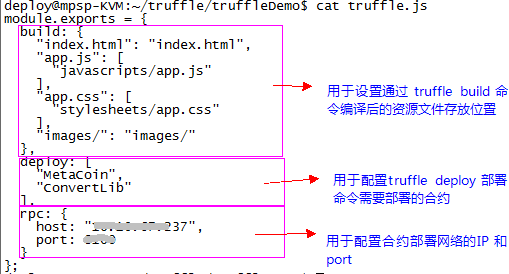 deploy@mpsp-KVM:~/truffle/truffleDemo$ cat truffle.js
module.exports = {
build: {
"index.html": "index.html",
"app.js": [
"javascripts/app.js"
],
"app.css": [
"stylesheets/app.css"
],
"images/": "images/"
},
deploy: [
"MetaCoin",
"ConvertLib"
],
rpc: {
host: "237",
port:
}
};
用于设置通过 truffle build 命
令编译后的资源文件存放位置
用于配置truffle deploy 部署
命令需要部署的合约
用于配置合约部署网络的IP 和
port